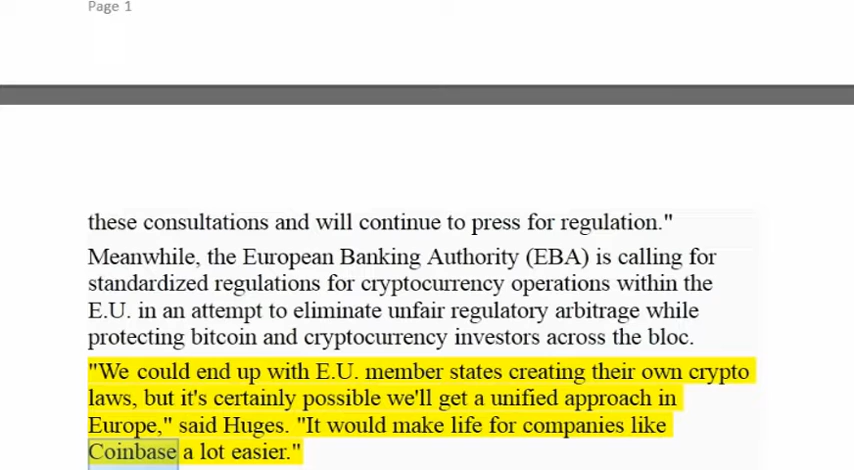 Page 1
these consultations and will continue to press for regulation."
Meanwhile, the European Banking Authority (EBA) is calling for
standardized regulations for cryptocurrency operations within the
E.U. in an attempt to eliminate unfair regulatory arbitrage while
protecting bitcoin and cryptocurrency investors across the bloc.
"We could end up with E.U. member states creating their own crypto
laws, but it's certainly possible we'll get a unified approach in
Europe," said Huges. "It would make life for companies like
Coinbase a lot easier."